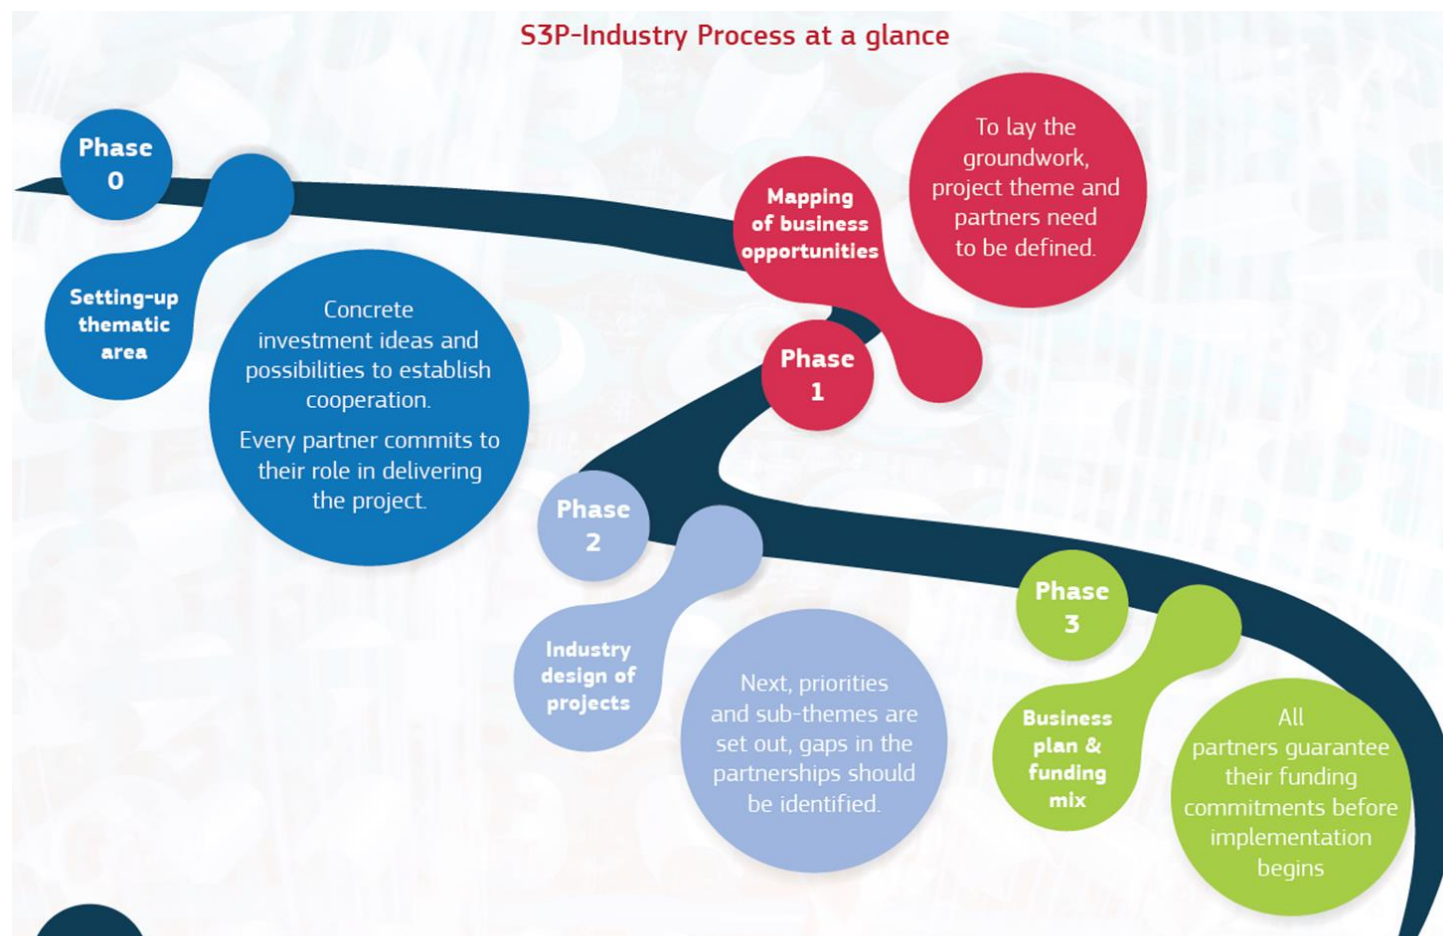 S3P-Industry Process at a glance
Phase
0
Setting-up
thematic
area
Concrete
investment ideas and
possibilities to establish
cooperation.
Every partner commits to
their role in delivering
the project.
Mapping
of business
opportunities
Phase
1
To lay the
groundwork,
project theme and
partners need
to be defined.
Phase
2
Industry
design of
projects
Next, priorities
and sub-themes are
set out, gaps in the
partnerships should
be identified.
Phase
3
Business
plan &
funding
mix
All
partners guarantee
their funding
commitments before
implementation
begins